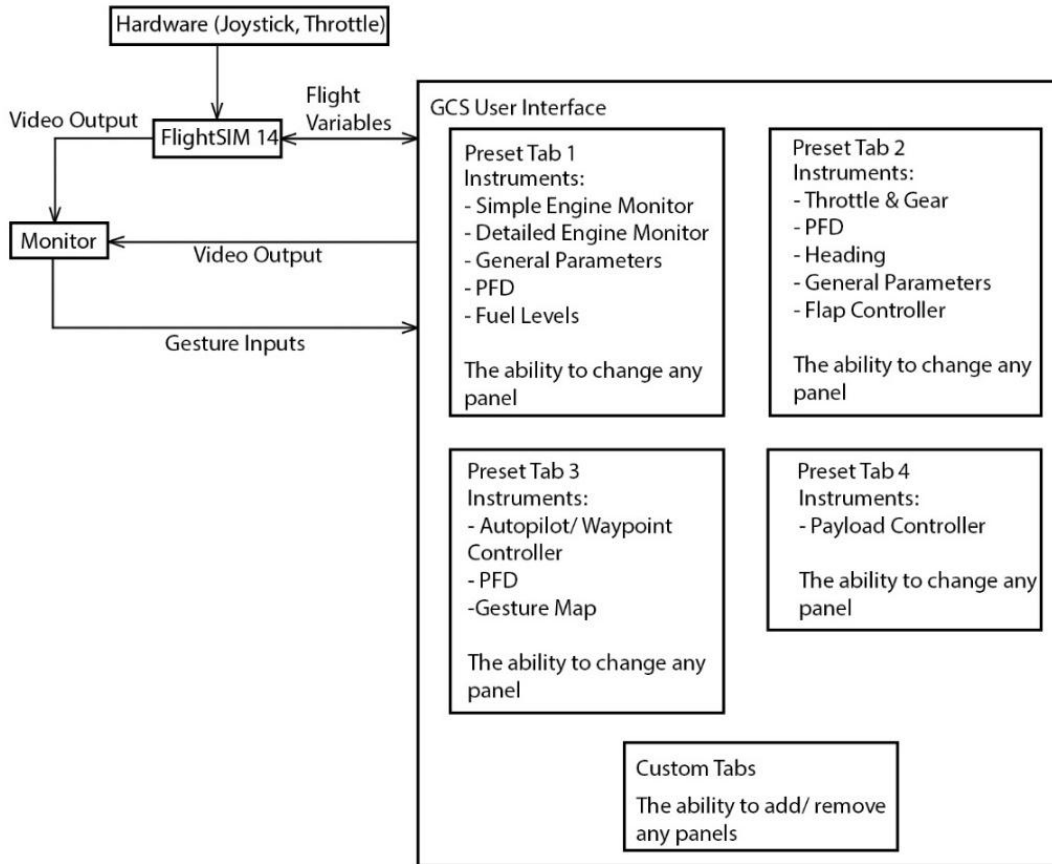 Hardware (Joystick, Throttle)
Flight
Variables
Video Output
FlightSIM 14
Monitor
Video Output
Gesture Inputs
GCS User Interface
Preset Tab 1
Instruments:
- Simple Engine Monitor
- Detailed Engine Monitor
- General Parameters
- PFD
- Fuel Levels
The ability to change any
panel
Preset Tab 2
Instruments:
- Throttle & Gear
- PFD
- Heading
- General Parameters
- Flap Controller
The ability to change any
panel
Preset Tab 3
Instruments:
- Autopilot/ Waypoint
Controller
- PFD
-Gesture Map
The ability to change any
panel
Preset Tab 4
Instruments:
- Payload Controller
The ability to change any
panel
Custom Tabs
The ability to add/ remove
any panels